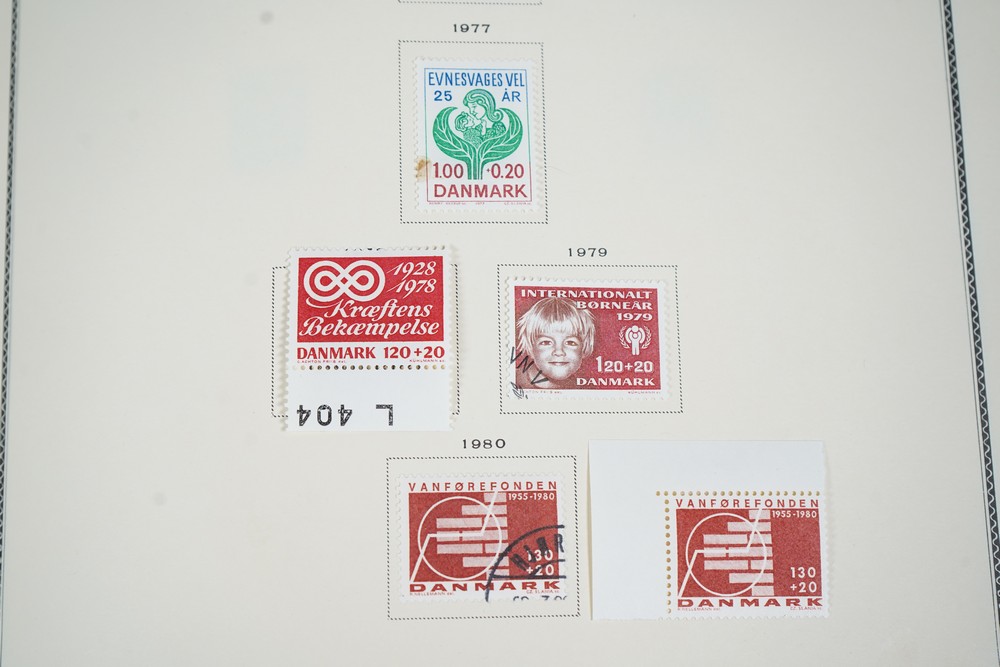 1977
EVNESVAGES VEL
25 ÅR
1.00 +0.20
DANMARK
1928
1978
Kræftens
Bekæmpelse
DANMARK 120+20
L 404
1979
INTERNATIONALT
BØRNEÅR
1979
120+20
DANMARK
1980
VANFØREFONDEN
1955-1980
130
+20
DANMARK
VANFØREFONDEN
1955-1980
130
+20
DANMARK